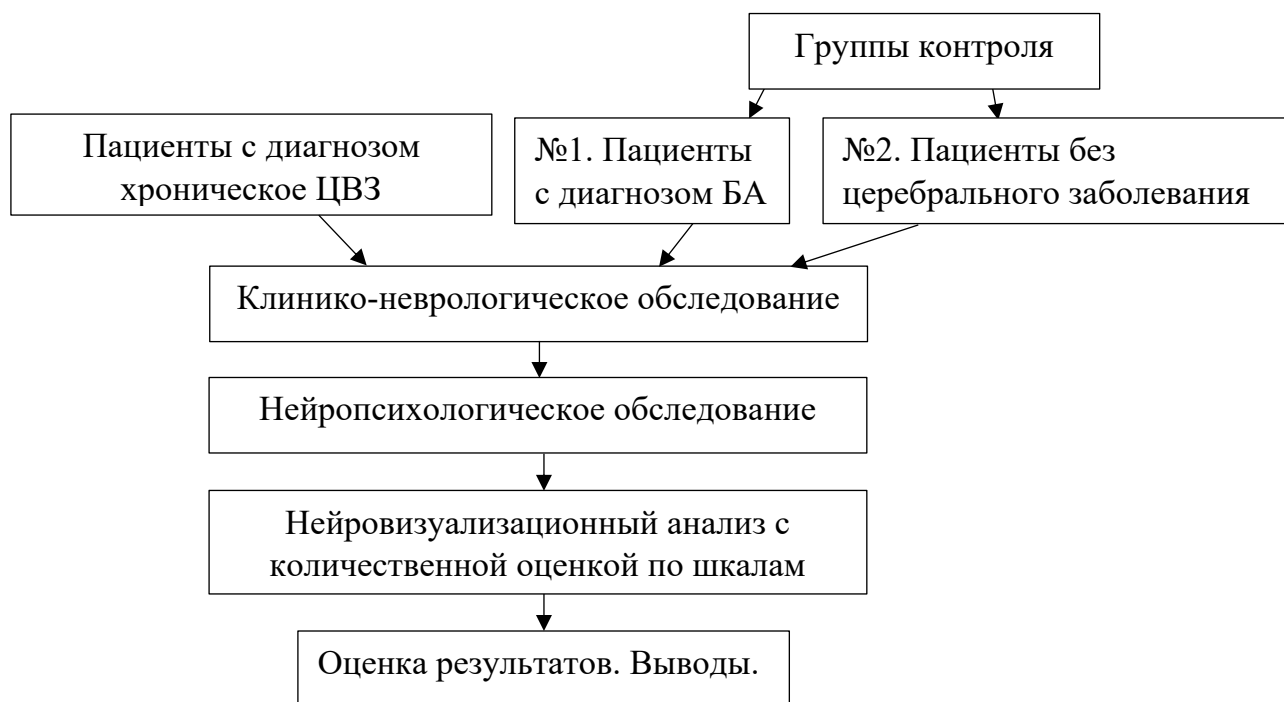 Группы контроля
Пациенты с диагнозом
хроническое ЦВЗ
№1. Пациенты
с диагнозом БА
№2. Пациенты без
церебрального заболевания
Клинико-неврологическое обследование
Нейропсихологическое обследование
Нейровизуализационный анализ с
количественной оценкой по шкалам
Оценка результатов. Выводы.